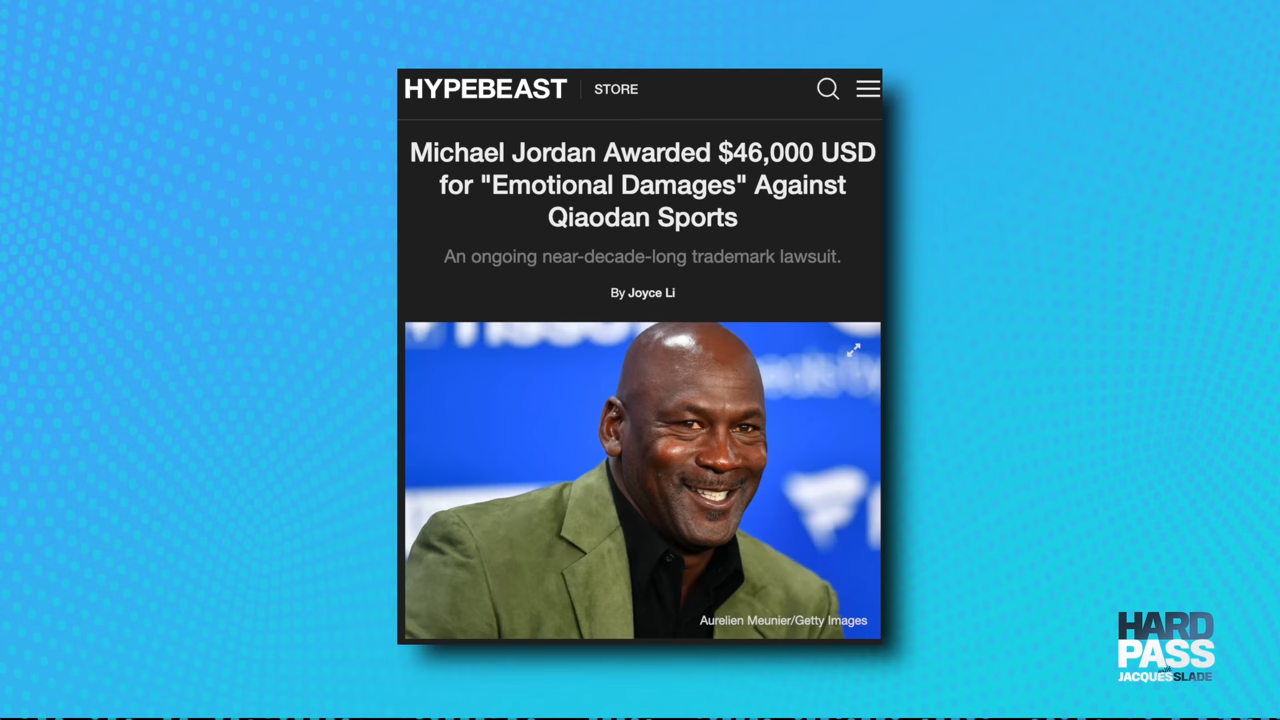 HYPEBEAST STORE
Michael Jordan Awarded $46,000 USD
for "Emotional Damages" Against
Qiaodan Sports
An ongoing near-decade-long trademark lawsuit.
By Joyce Li
Aurelien Meunier/Getty Images
HARD
PASS
with
JACQUES SLADE